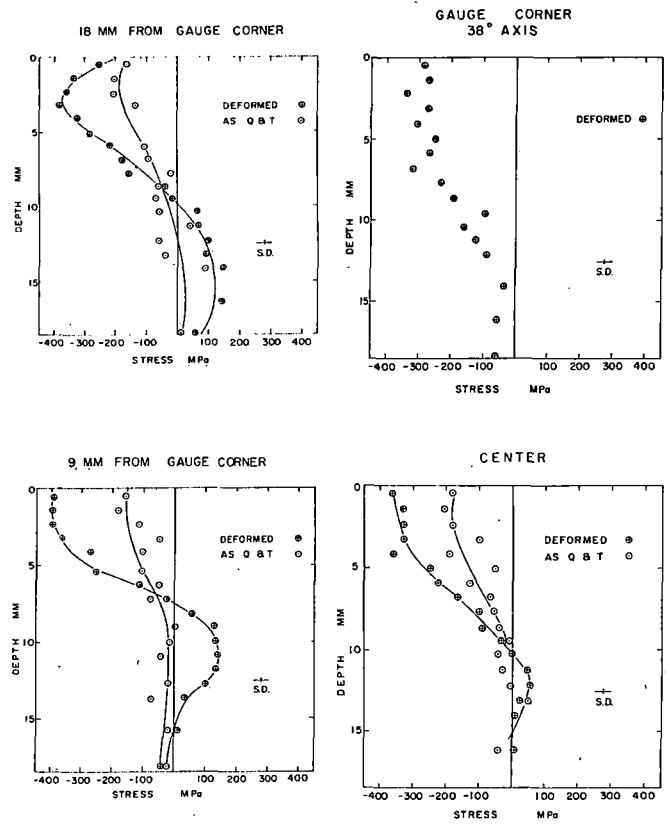 18 MM FROM GAUGE CORNER
0
5
10
15
DEPTH MM
DEFORMED
AS Q & T
S.D.
-400 -300 -200 -100 0 100 200 300 400
STRESS MPa
GAUGE CORNER
38° AXIS
0
5
10
15
DEPTH MM
DEFORMED
S.D.
-400 -300 -200 -100 100 200 300 400
STRESS MPa
9 MM FROM GAUGE CORNER
0
5
10
15
DEPTH MM
DEFORMED
AS Q & T
S.D.
-400 -300 -200 -100 0 100 200 300 400
STRESS MPa
CENTER
0
5
10
15
DEPTH MM
DEFORMED
AS Q & T
S.D.
-400 -300 -200 -100 0 100 200 300 400
STRESS MPa